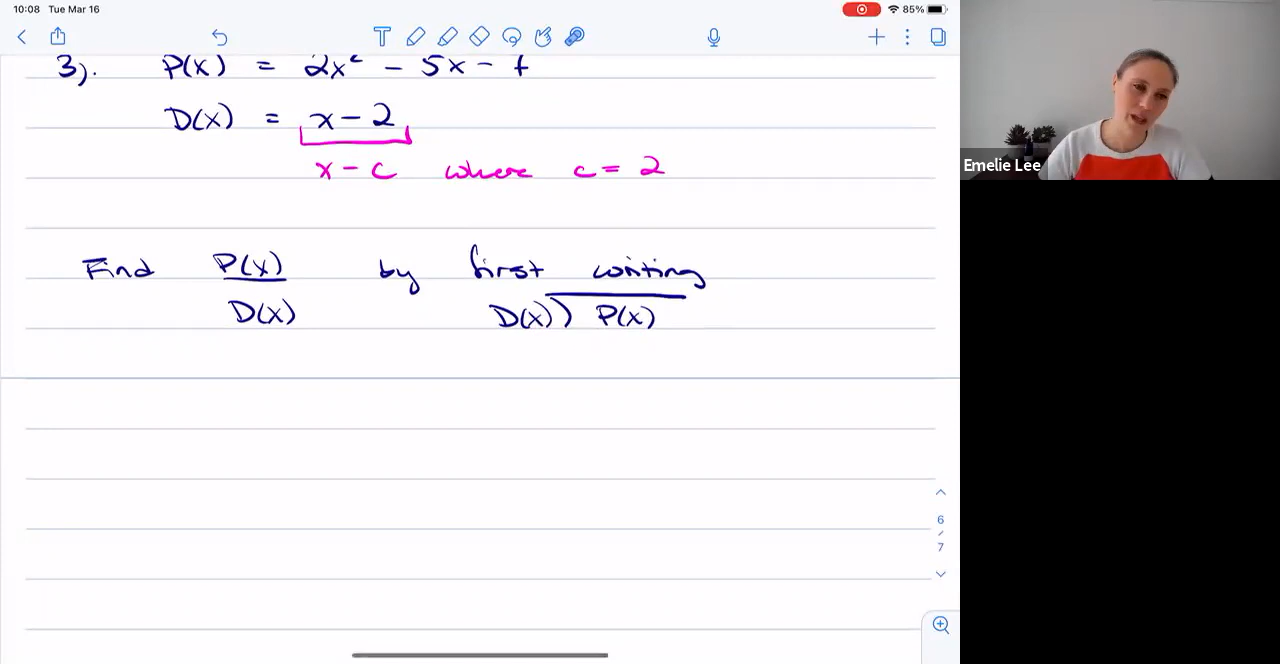 10:08 Tue Mar 16
85%
3). P(x) = 2x² - 5x -
D(x) = x - 2
x - c where c = 2
Find P(x) by first writing
D(x) D(x)) P(x)
Emelie Lee
T
6
/
7